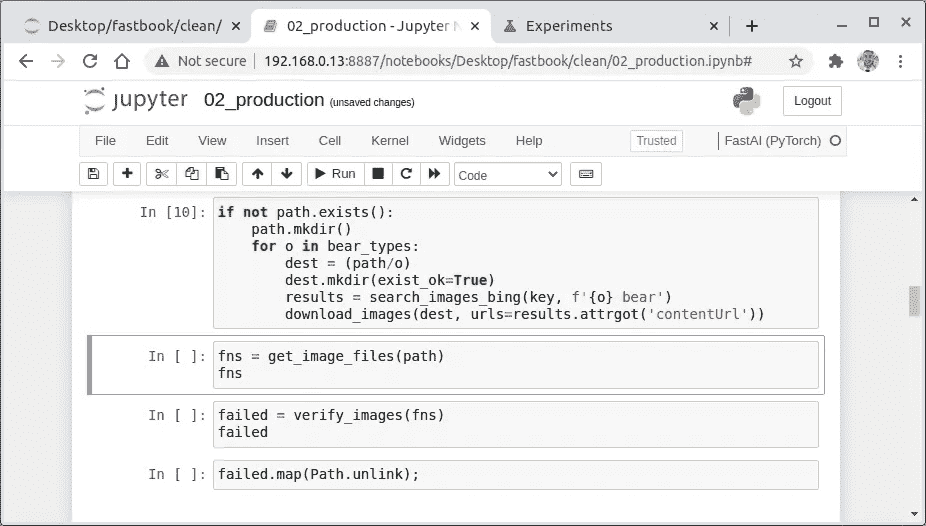 Desktop/fastbook/clean/
02_production - Jupyter N
Experiments
Not secure
192.168.0.13:8887/notebooks/Desktop/fastbook/clean/02_production.ipynb#
jupyter 02_production (unsaved changes)
Logout
File Edit View Insert Cell Kernel Widgets Help
Trusted
FastAI (PyTorch)
Run
Code
In [10]: if not path.exists():
    path.mkdir()
    for o in bear_types:
        dest = (path/o)
        dest.mkdir(exist_ok=True)
        results = search_images_bing(key, f'{o} bear')
        download_images(dest, urls=results.attrgot('contentUrl'))
In [ ]: fns = get_image_files(path)
fns
In [ ]: failed = verify_images(fns)
failed
In [ ]: failed.map(Path.unlink);